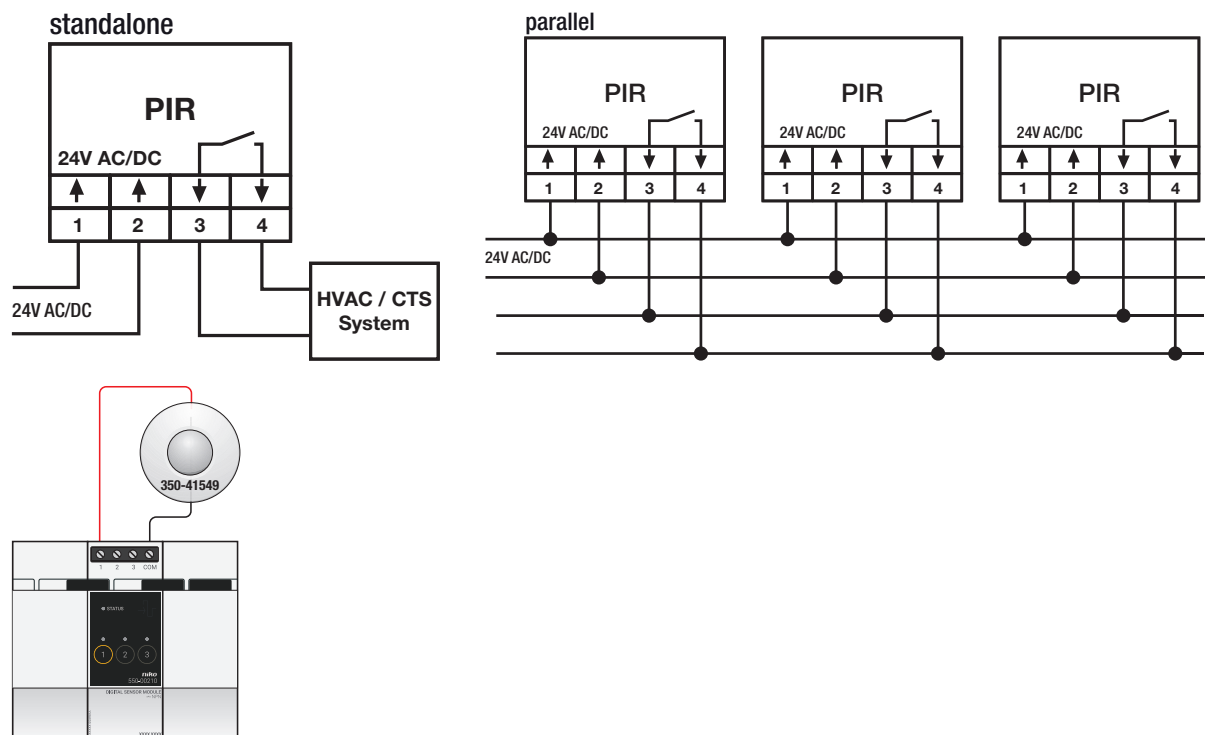 standalone
PIR
24V AC/DC
1 2 3 4
24V AC/DC
HVAC / CTS
System
parallel
PIR
24V AC/DC
1 2 3 4
PIR
24V AC/DC
1 2 3 4
PIR
24V AC/DC
1 2 3 4
24V AC/DC
350-41549
1 2 3 COM
STATUS
1 2 3
niko
550-00210
DIGITAL SENSOR MODULE